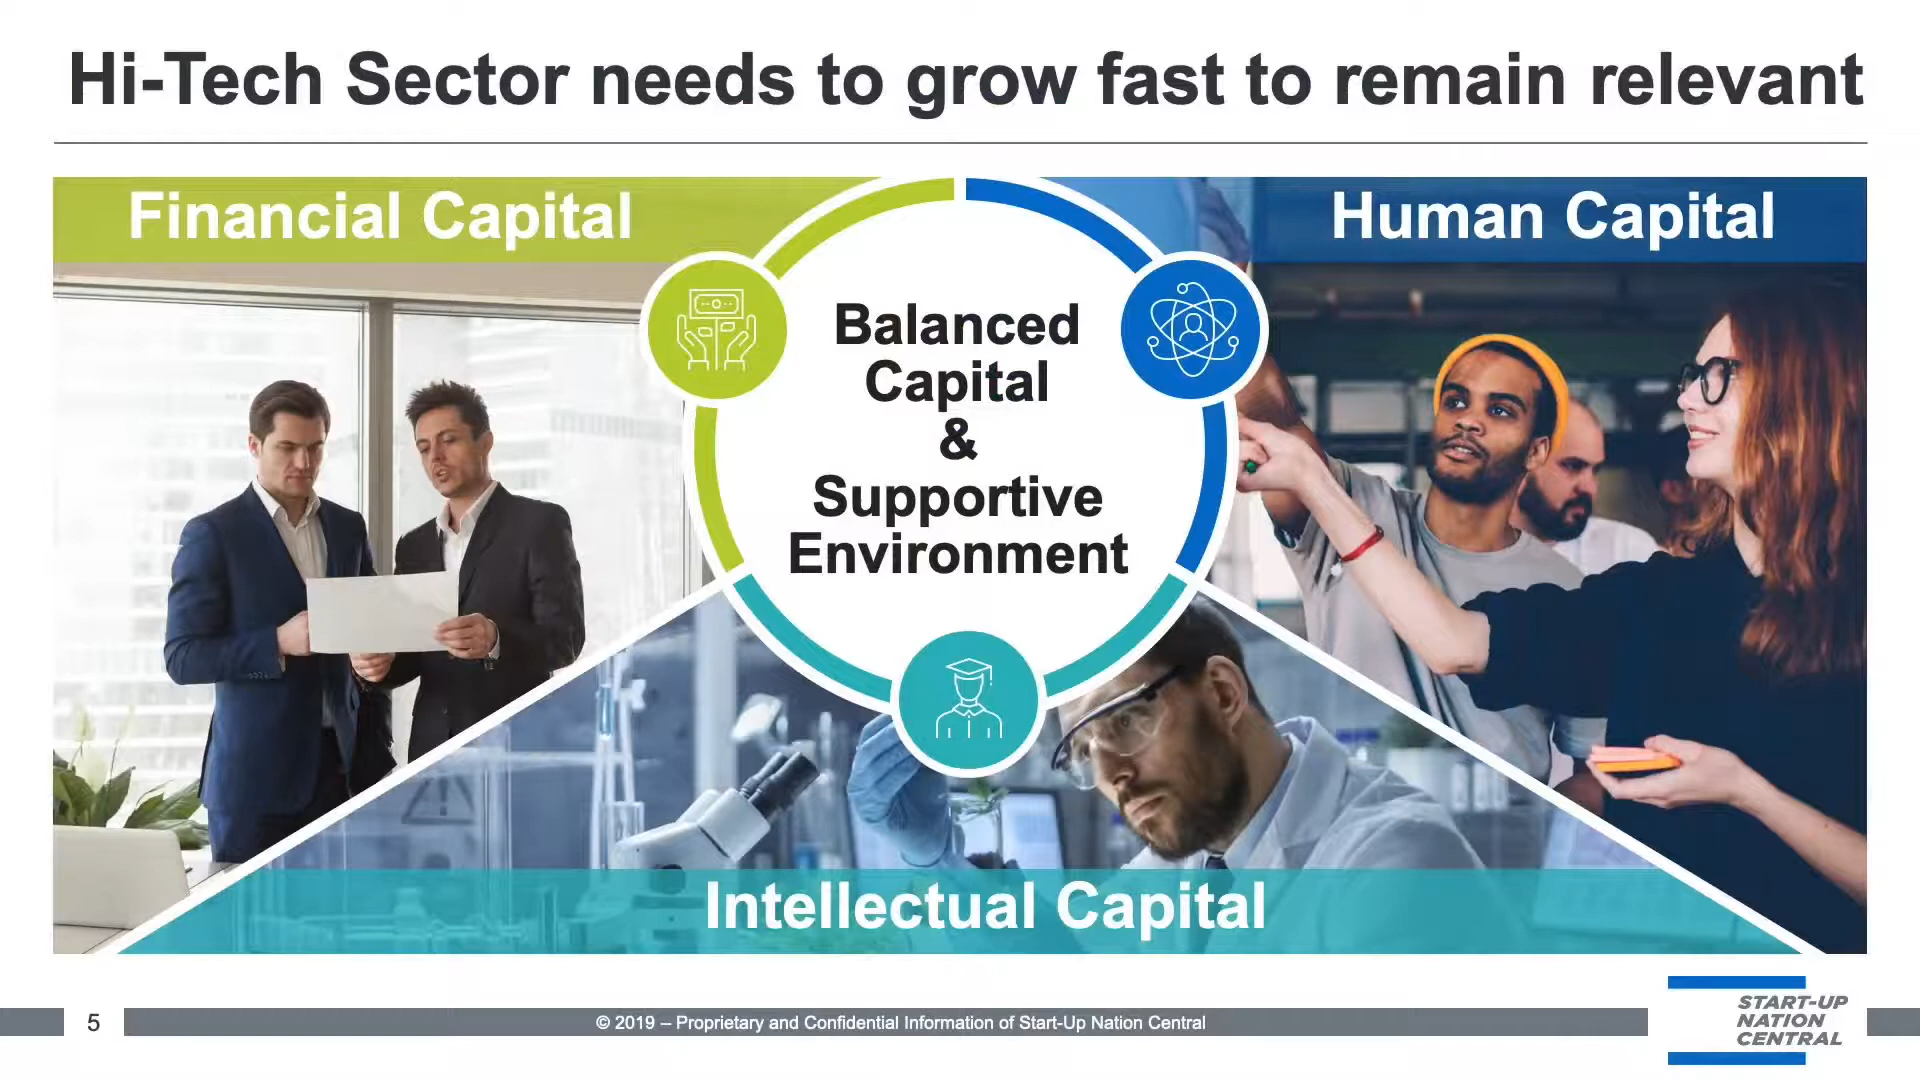 Hi-Tech Sector needs to grow fast to remain relevant
Financial Capital
Human Capital
Balanced
Capital
&
Supportive
Environment
Intellectual Capital
5
© 2019 – Proprietary and Confidential Information of Start-Up Nation Central
START-UP
NATION
CENTRAL